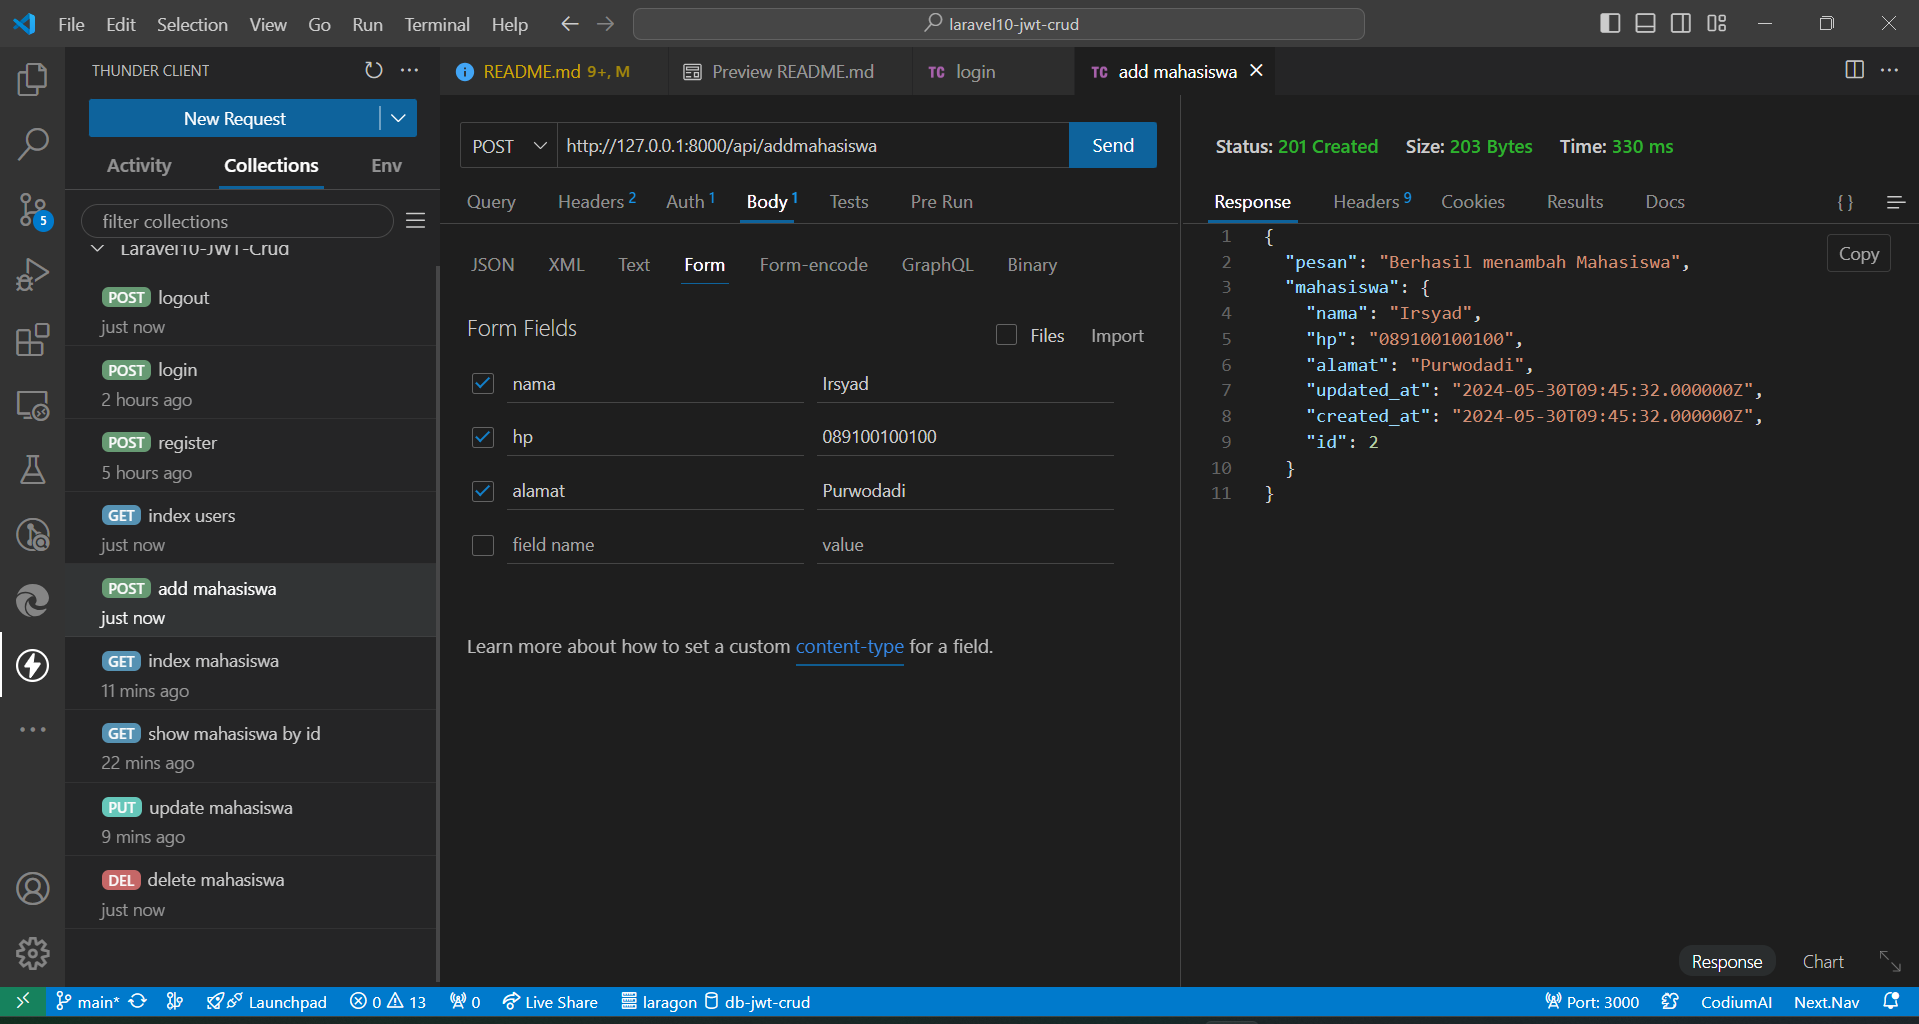 File Edit Selection View Go Run Terminal Help
laravel10-jwt-crud
THUNDER CLIENT
New Request
Activity Collections Env
filter collections
Laravel10-JWT-Crud
POST logout
just now
POST login
2 hours ago
POST register
5 hours ago
GET index users
just now
POST add mahasiswa
just now
GET index mahasiswa
11 mins ago
GET show mahasiswa by id
22 mins ago
PUT update mahasiswa
9 mins ago
DEL delete mahasiswa
just now
5
README.md 9+, M
Preview README.md
TC login
TC add mahasiswa
POST http://127.0.0.1:8000/api/addmahasiswa Send
Query Headers 2 Auth 1 Body 1 Tests Pre Run
JSON XML Text Form Form-encode GraphQL Binary
Form Fields
Files Import
nama Irsyad
hp 089100100100
alamat Purwodadi
field name value
Learn more about how to set a custom content-type for a field.
Status: 201 Created Size: 203 Bytes Time: 330 ms
Response Headers 9 Cookies Results Docs {}
Copy
1 {
2 "pesan": "Berhasil menambah Mahasiswa",
3 "mahasiswa": {
4 "nama": "Irsyad",
5 "hp": "089100100100",
6 "alamat": "Purwodadi",
7 "updated_at": "2024-05-30T09:45:32.000000Z",
8 "created_at": "2024-05-30T09:45:32.000000Z",
9 "id": 2
10 }
11 }
Response Chart
main* Launchpad 0 13 0 Live Share laragon db-jwt-crud Port: 3000 CodiumAI Next.Nav